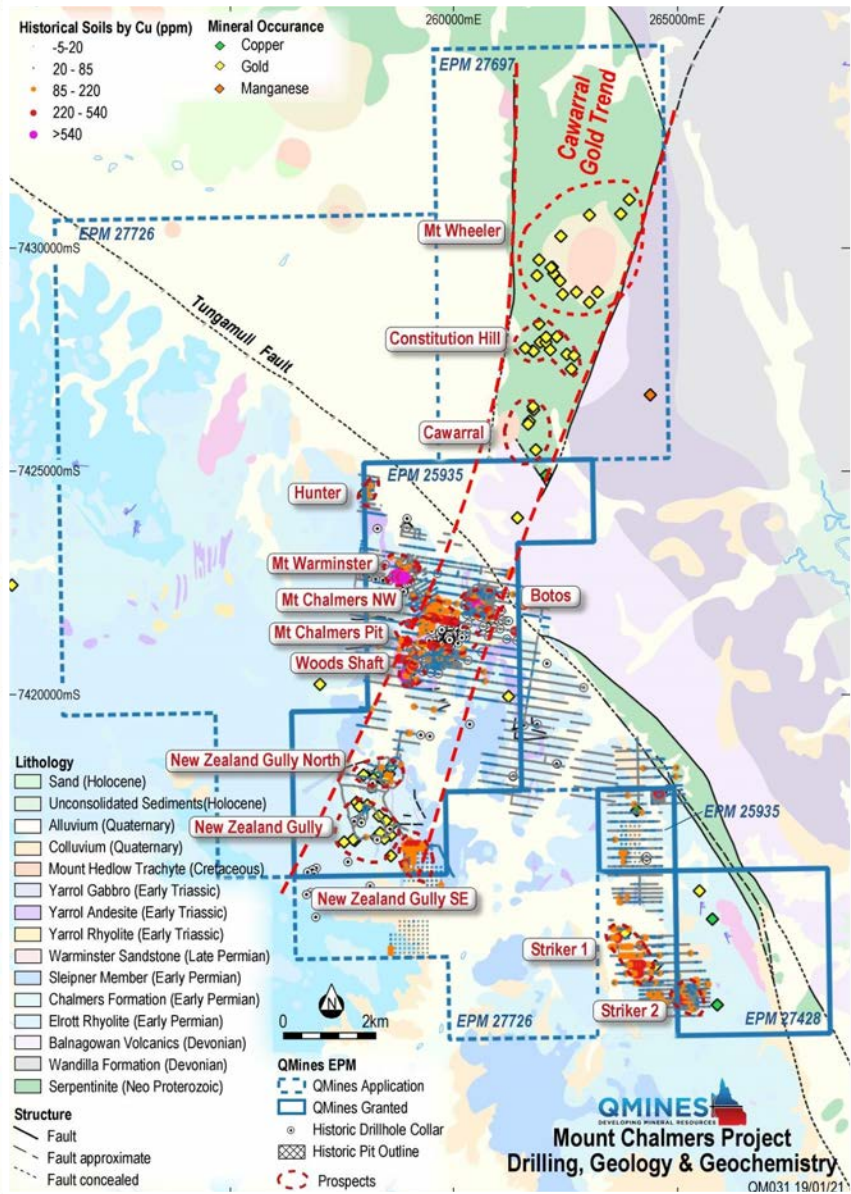 260000mE
265000mE
Historical Soils by Cu (ppm)
-5-20
20 - 85
85 - 220
220 - 540
>540
Mineral Occurance
Copper
Gold
Manganese
EPM 27697
Cawarral
Gold Trend
EPM 27726
Mt Wheeler
7430000mS
Tungamull Fault
Constitution Hill
Cawarral
7425000mS
EPM 25935
Hunter
Mt Warminster
Mt Chalmers NW
Botos
Mt Chalmers Pit
Woods Shaft
7420000mS
New Zealand Gully North
New Zealand Gully
EPM 25935
New Zealand Gully SE
Striker 1
Striker 2
EPM 27726
EPM 27428
Lithology
Sand (Holocene)
Unconsolidated Sediments(Holocene)
Alluvium (Quaternary)
Colluvium (Quaternary)
Mount Hedlow Trachyte (Cretaceous)
Yarrol Gabbro (Early Triassic)
Yarrol Andesite (Early Triassic)
Yarrol Rhyolite (Early Triassic)
Warminster Sandstone (Late Permian)
Sleipner Member (Early Permian)
Chalmers Formation (Early Permian)
Elrott Rhyolite (Early Permian)
Balnagowan Volcanics (Devonian)
Wandilla Formation (Devonian)
Serpentinite (Neo Proterozoic)
Structure
Fault
Fault approximate
Fault concealed
N
0 2km
QMines EPM
QMines Application
QMines Granted
Historic Drillhole Collar
Historic Pit Outline
Prospects
QMINES
DEVELOPING MINERAL RESOURCES
Mount Chalmers Project
Drilling, Geology & Geochemistry
QM031 19/01/21